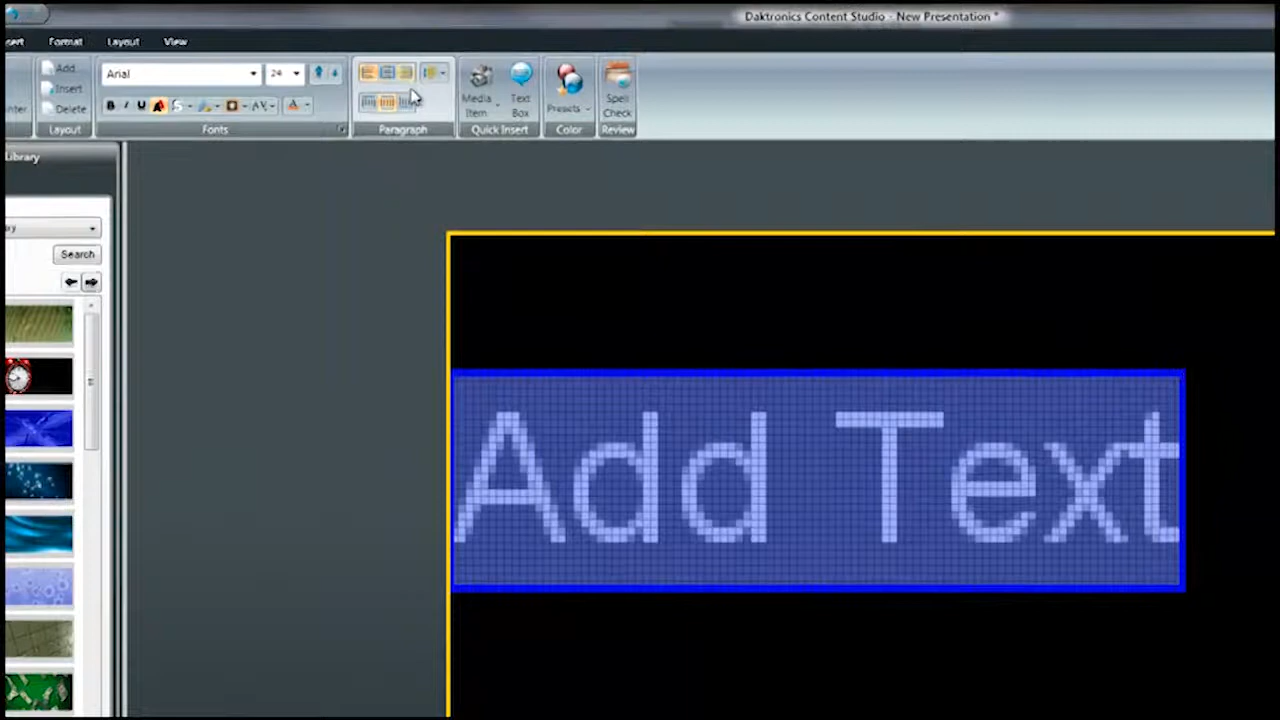 Daktronics Content Studio - New Presentation *
Format Layout View
Add
Insert
Delete
Layout
Arial 24
B I U
Fonts
Paragraph
Media Item
Text Box
Quick Insert
Presets
Color
Spell Check
Review
Library
Search
Add Text